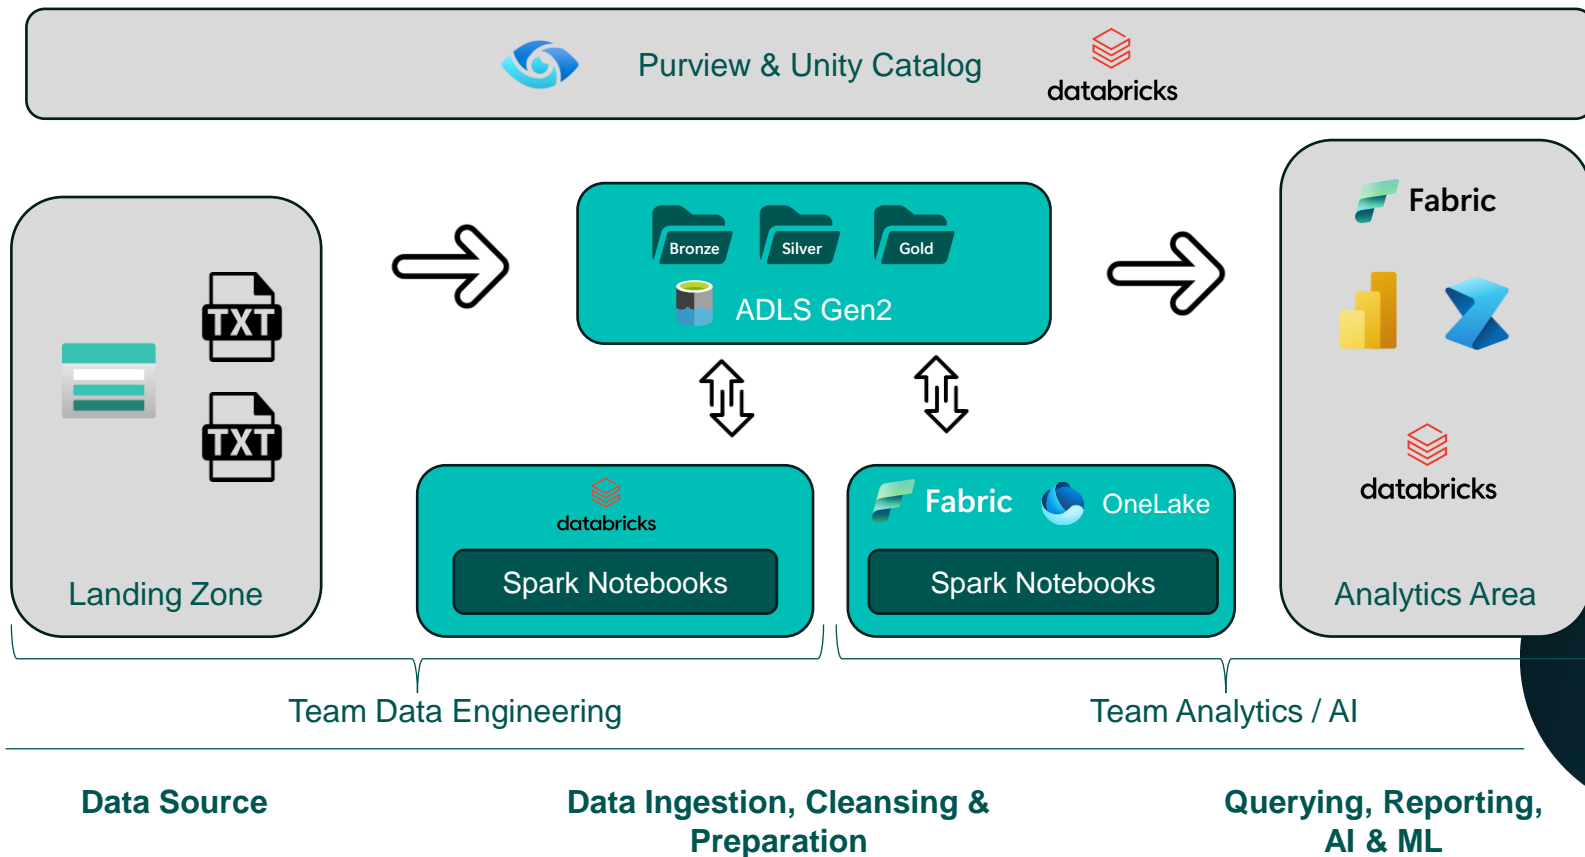 Purview & Unity Catalog
databricks
Fabric
Bronze
Silver
Gold
ADLS Gen2
TXT
TXT
Landing Zone
databricks
Spark Notebooks
Fabric
OneLake
Spark Notebooks
databricks
Analytics Area
Team Data Engineering
Team Analytics / AI
Data Source
Data Ingestion, Cleansing &
Preparation
Querying, Reporting,
AI & ML